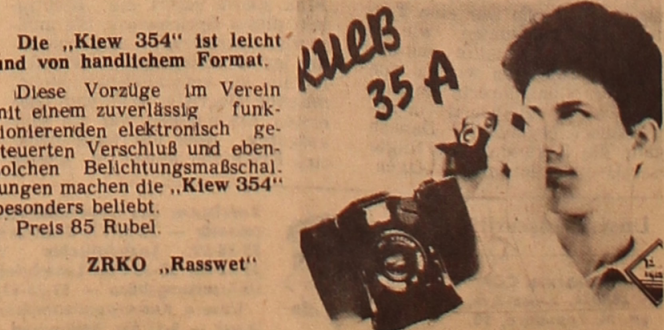 Die „Kiew 354“ ist leicht
und von handlichem Format.
Diese Vorzüge im Verein
mit einem zuverlässig funk-
tionierenden elektronisch ge-
steuerten Verschluß und eben-
solchen Belichtungsmaßschal.
tungen machen die „Kiew 354“
besonders beliebt.
Preis 85 Rubel.
ZRKO „Rasswet“
киев
35 А